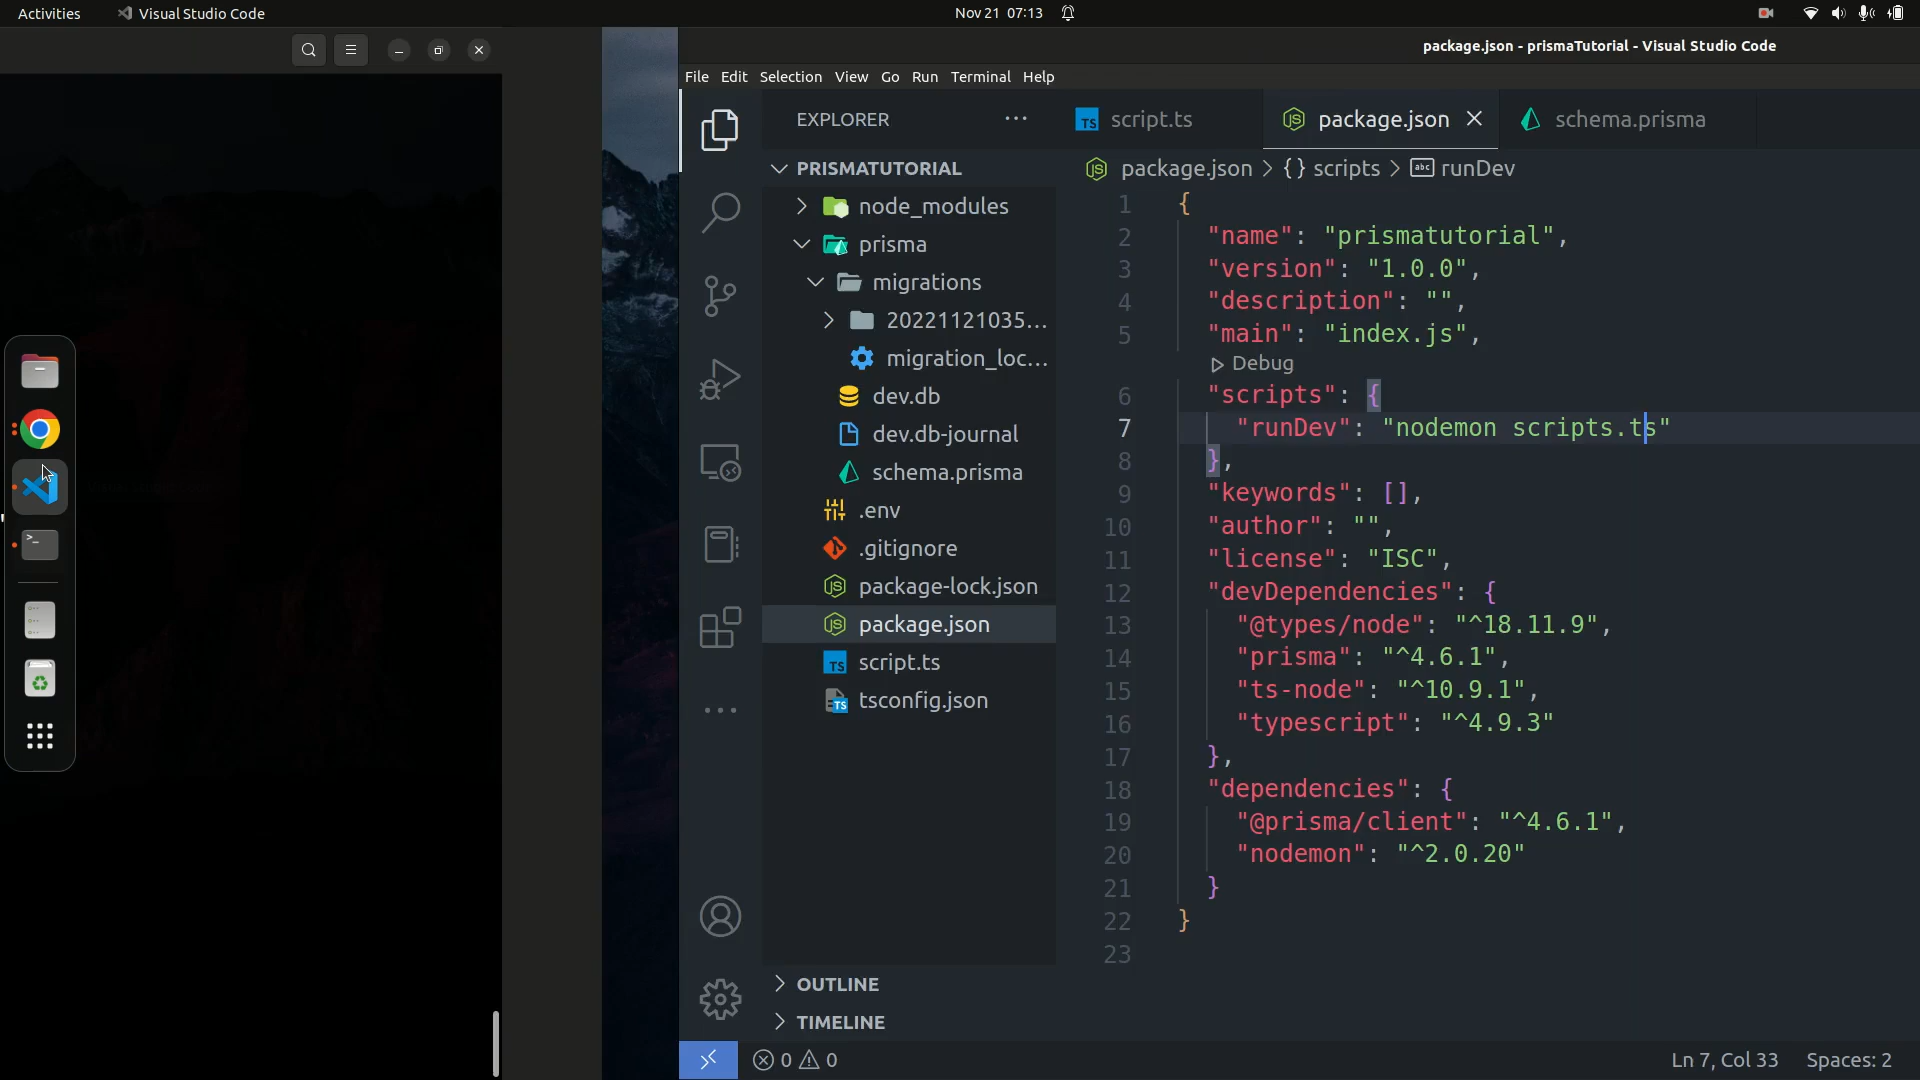 Activities
Visual Studio Code
Nov 21 07:13
package.json - prismaTutorial - Visual Studio Code
File Edit Selection View Go Run Terminal Help
EXPLORER
script.ts
package.json
schema.prisma
PRISMATUTORIAL
package.json > {} scripts > abc runDev
node_modules
prisma
migrations
20221121035...
migration_loc...
dev.db
dev.db-journal
schema.prisma
.env
.gitignore
package-lock.json
package.json
script.ts
tsconfig.json
OUTLINE
TIMELINE
1 {
2 "name": "prismatutorial",
3 "version": "1.0.0",
4 "description": "",
5 "main": "index.js",
Debug
6 "scripts": {
7 "runDev": "nodemon scripts.ts"
8 },
9 "keywords": [],
10 "author": "",
11 "license": "ISC",
12 "devDependencies": {
13 "@types/node": "^18.11.9",
14 "prisma": "^4.6.1",
15 "ts-node": "^10.9.1",
16 "typescript": "^4.9.3"
17 },
18 "dependencies": {
19 "@prisma/client": "^4.6.1",
20 "nodemon": "^2.0.20"
21 }
22 }
23
0 0
Ln 7, Col 33
Spaces: 2